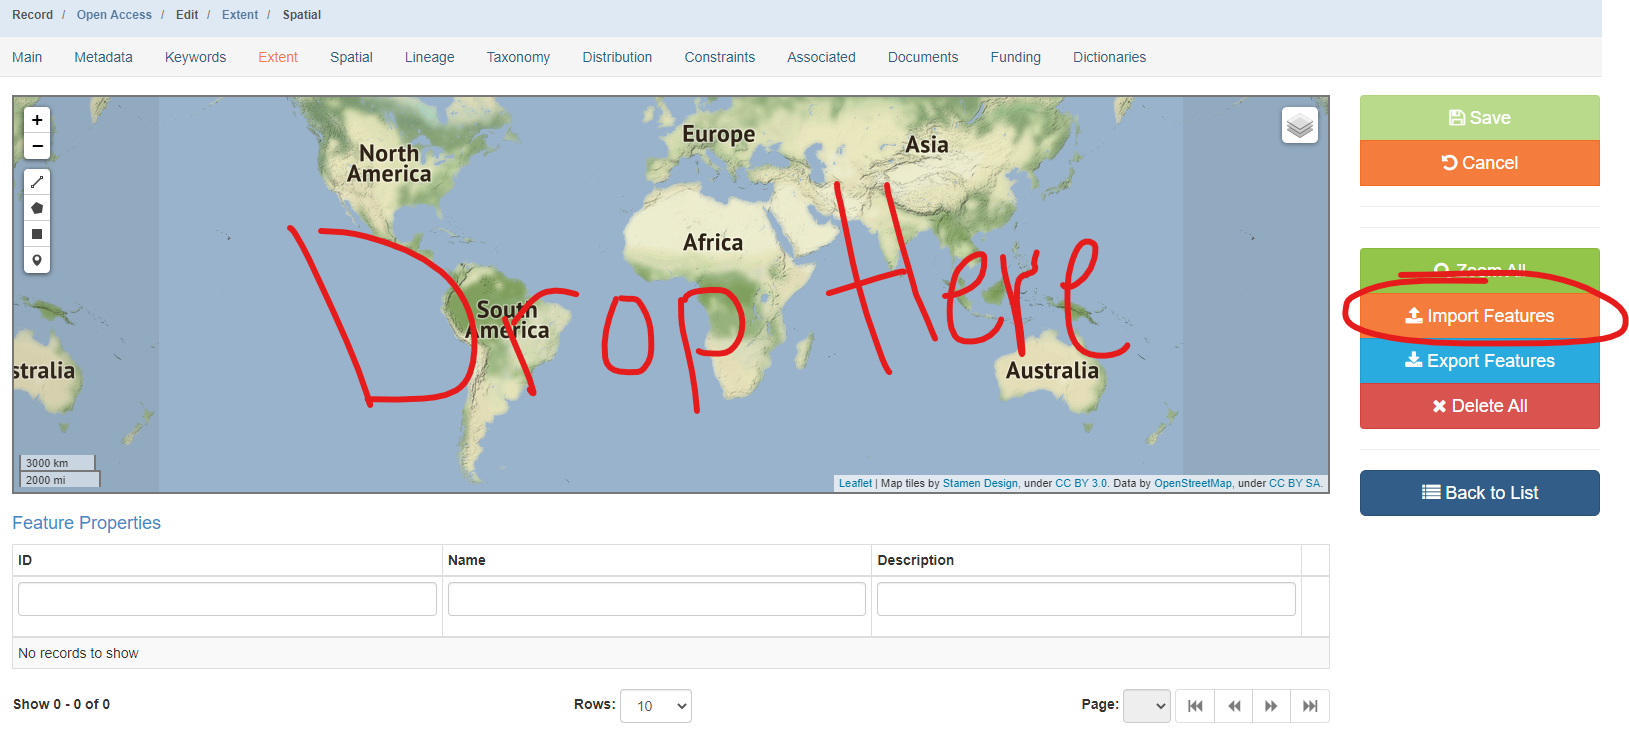 Record / Open Access / Edit / Extent / Spatial
Main Metadata Keywords Extent Spatial Lineage Taxonomy Distribution Constraints Associated Documents Funding Dictionaries
+
−
North
America
Europe
Asia
Africa
South
America
Australia
stralia
Drop Here
3000 km
2000 mi
Leaflet | Map tiles by Stamen Design, under CC BY 3.0. Data by OpenStreetMap, under CC BY SA.
Save
Cancel
Zoom All
Import Features
Export Features
Delete All
Back to List
Feature Properties
ID Name Description
No records to show
Show 0 - 0 of 0 Rows: 10 Page: